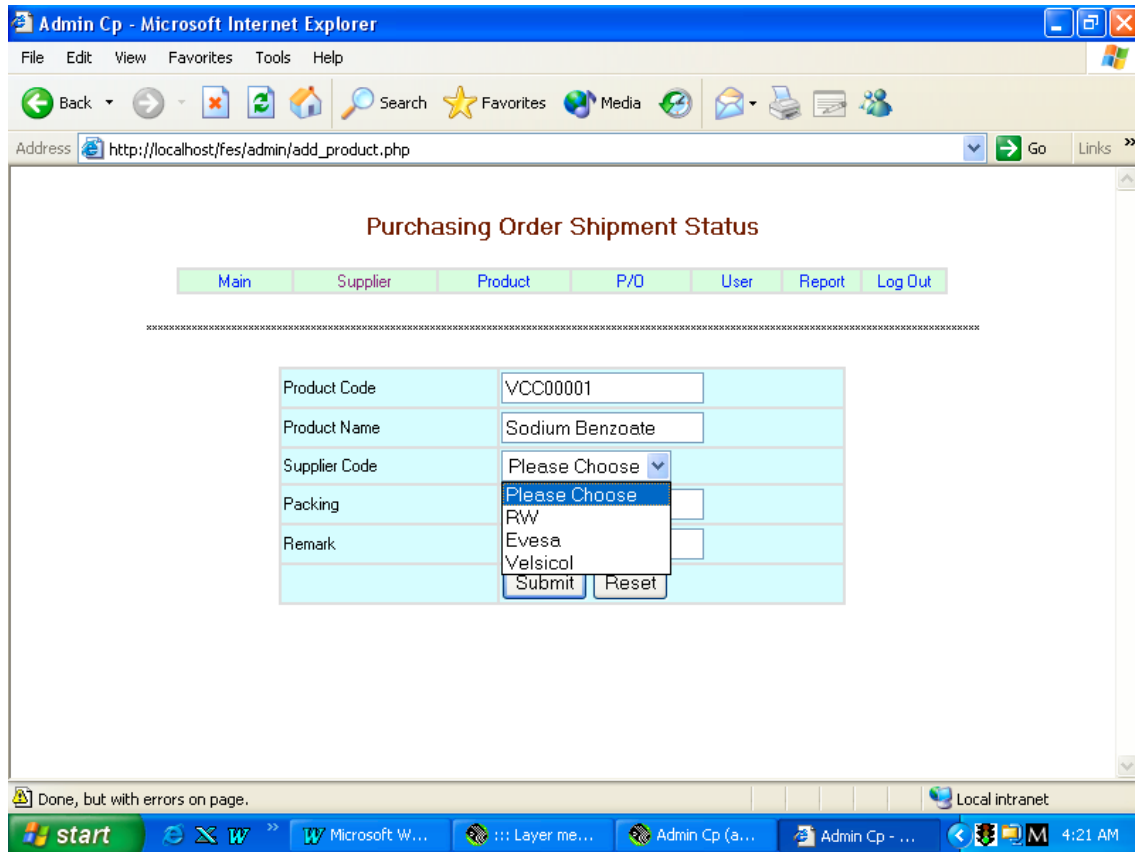 Admin Cp - Microsoft Internet Explorer
File Edit View Favorites Tools Help
Back Search Favorites Media
Address http://localhost/fes/admin/add_product.php Go Links »
Purchasing Order Shipment Status
Main Supplier Product P/O User Report Log Out
Product Code VCC00001
Product Name Sodium Benzoate
Supplier Code Please Choose
Please Choose
Packing
RW
Remark Evesa
Velsicol
Submit Reset
Done, but with errors on page. Local intranet
start W » W Microsoft W... ::: Layer me... Admin Cp (a... Admin Cp - ... M 4:21 AM